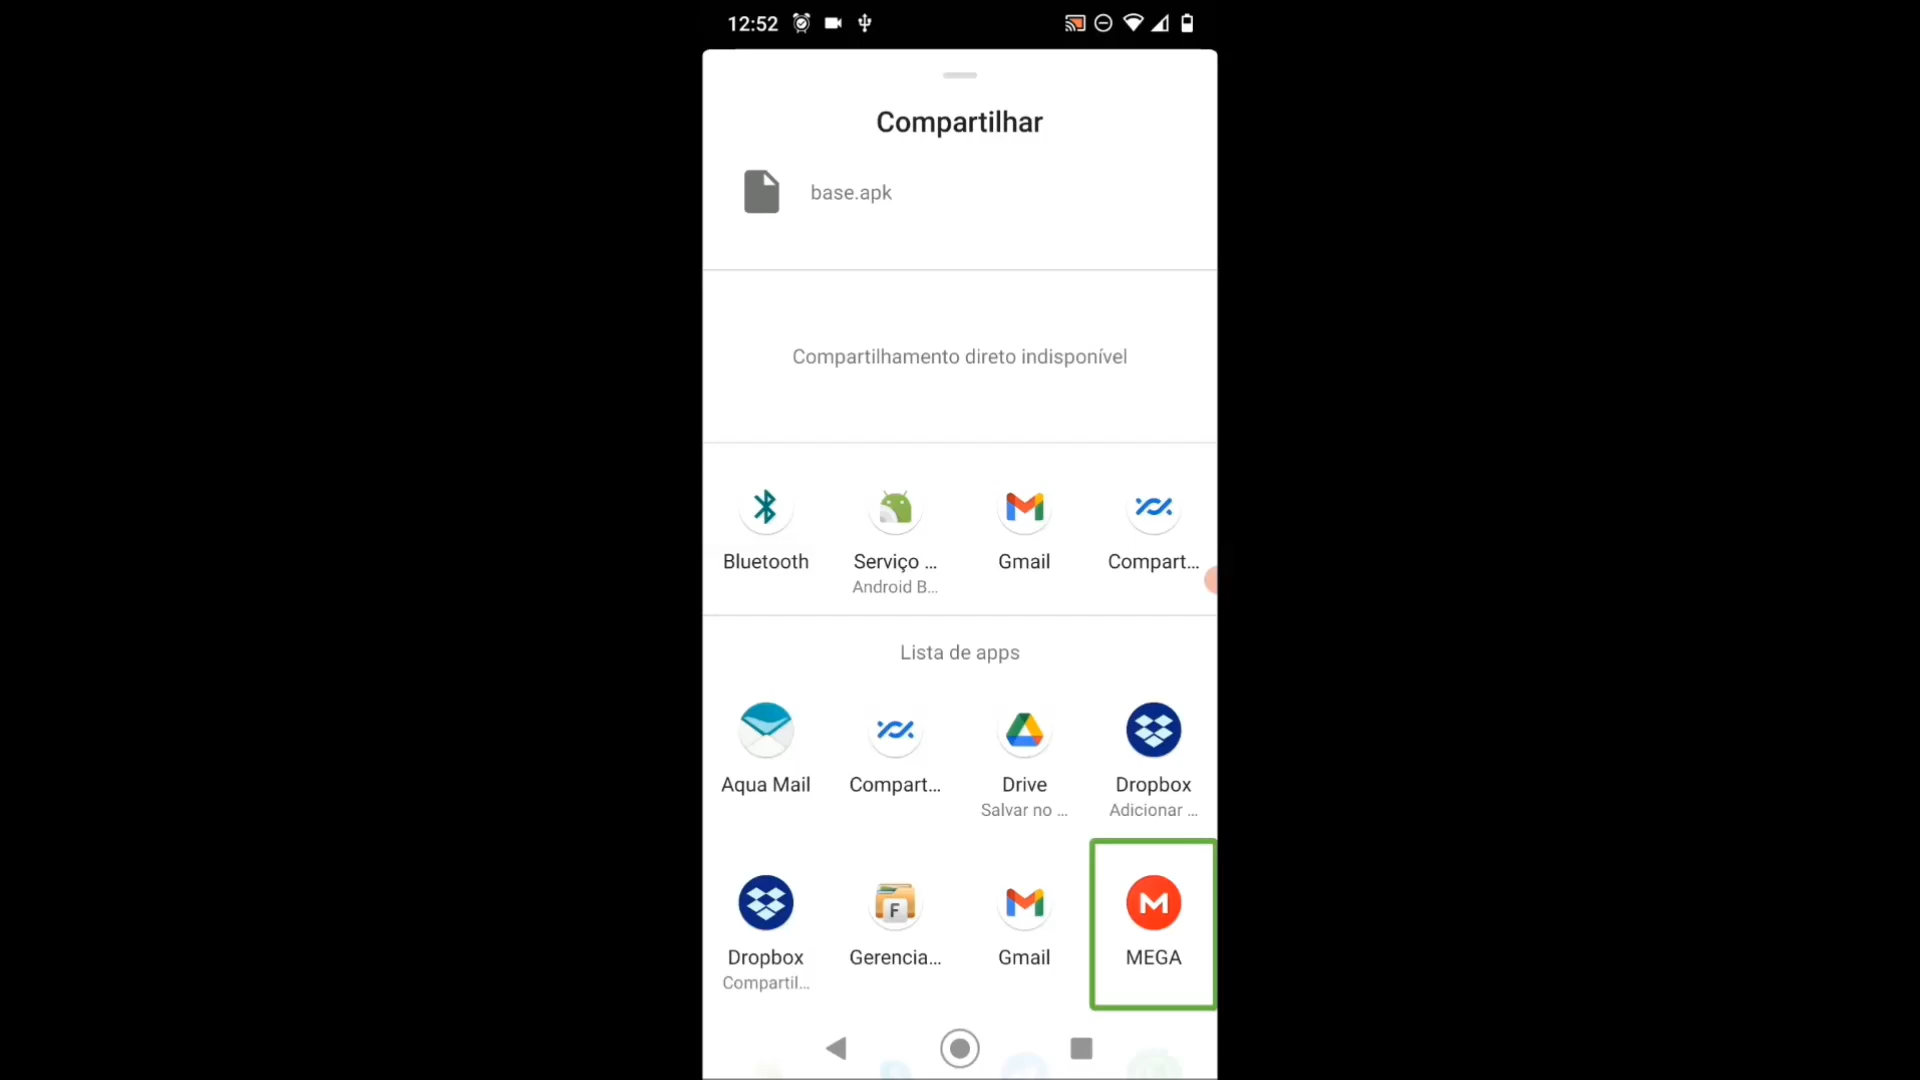 12:52
Compartilhar
base.apk
Compartilhamento direto indisponível
Bluetooth Serviço ... Gmail Compart...
Android B...
Lista de apps
Aqua Mail Compart... Drive Dropbox
Salvar no ... Adicionar ...
F M
Dropbox Gerencia... Gmail MEGA
Compartil...